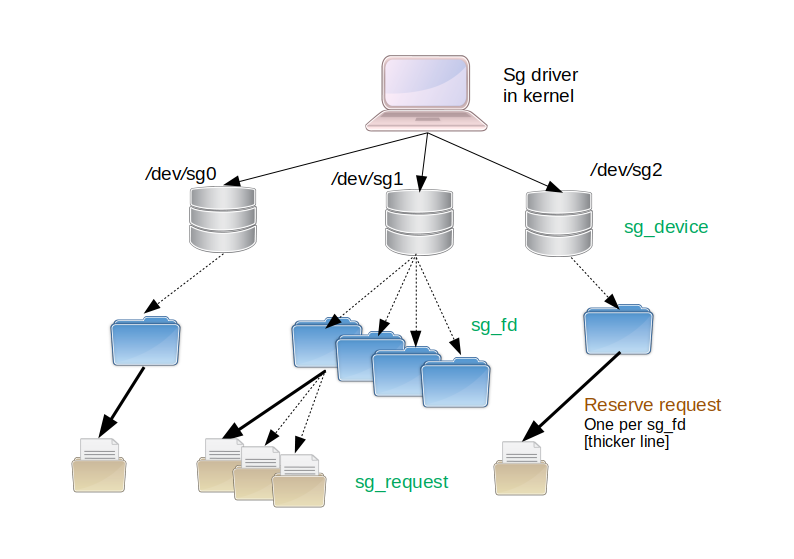 Sg driver
in kernel
/dev/sg0
/dev/sg1
/dev/sg2
sg_device
sg_fd
Reserve request
One per sg_fd
[thicker line]
sg_request